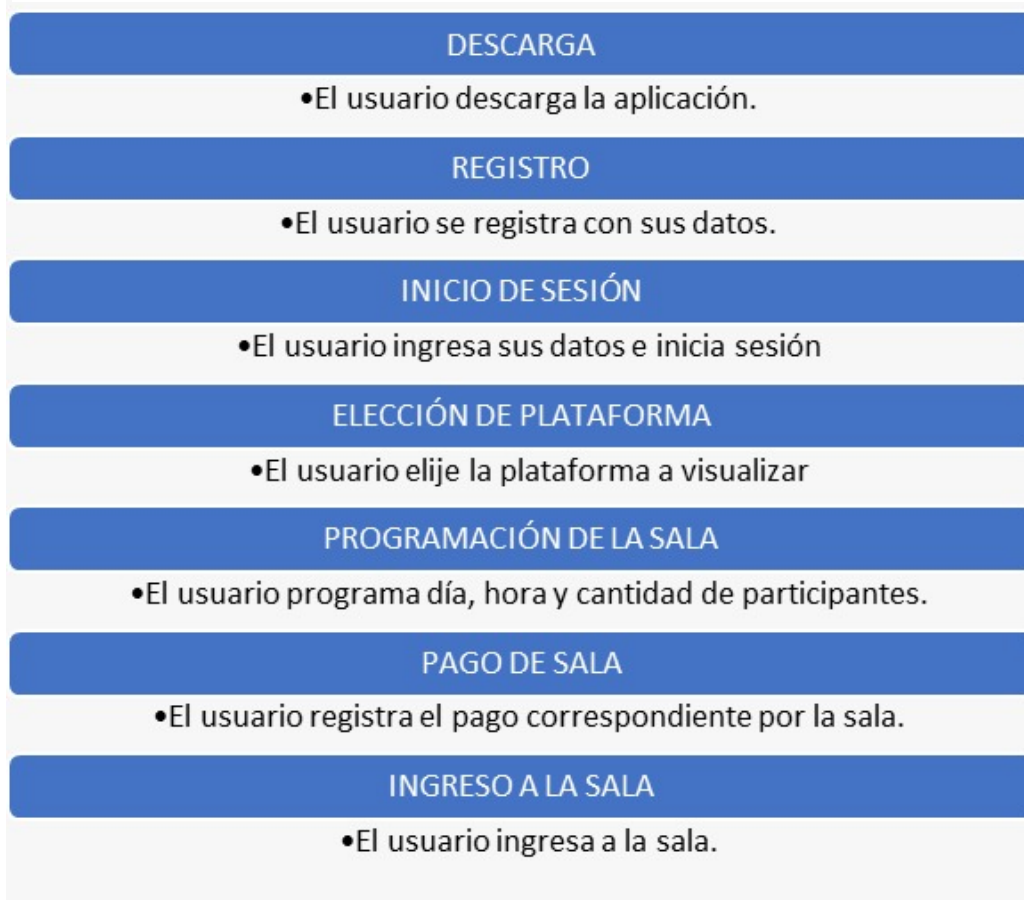 DESCARGA
•El usuario descarga la aplicación.
REGISTRO
•El usuario se registra con sus datos.
INICIO DE SESIÓN
•El usuario ingresa sus datos e inicia sesión
ELECCIÓN DE PLATAFORMA
•El usuario elije la plataforma a visualizar
PROGRAMACIÓN DE LA SALA
•El usuario programa día, hora y cantidad de participantes.
PAGO DE SALA
•El usuario registra el pago correspondiente por la sala.
INGRESO A LA SALA
•El usuario ingresa a la sala.